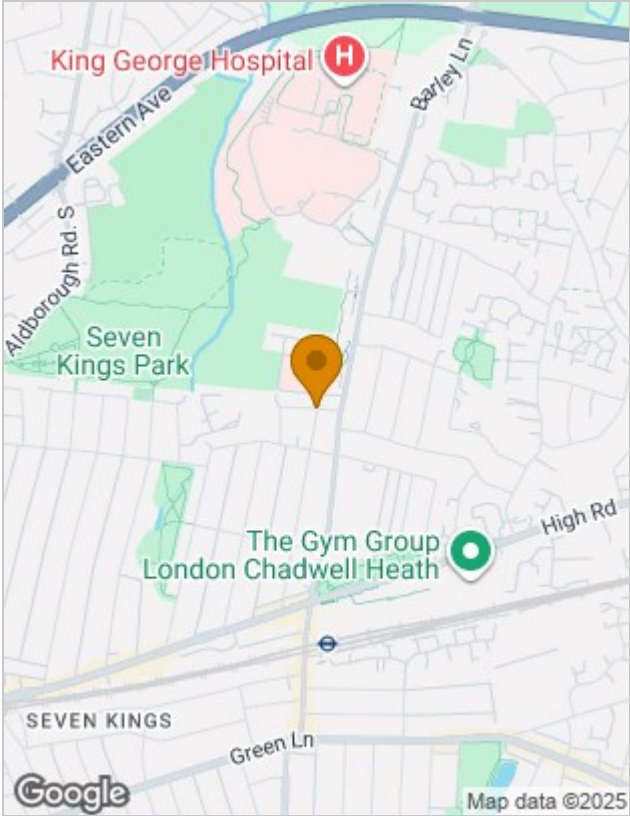 King George Hospital
H
Barley Ln
Eastern Ave
Aldborough Rd. S
Seven
Kings Park
High Rd
The Gym Group
London Chadwell Heath
SEVEN KINGS
Green Ln
Google
Map data ©2025